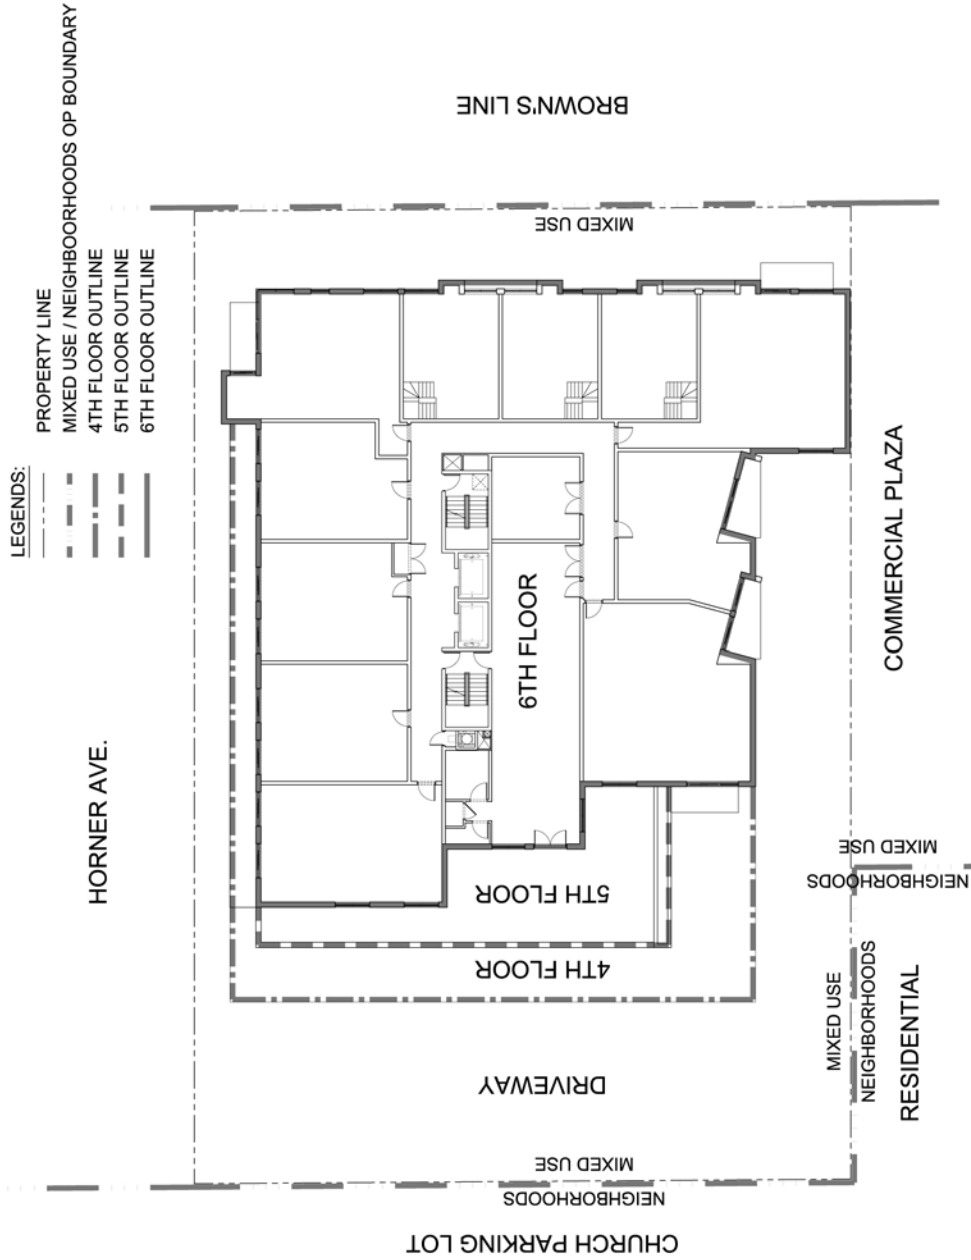 LEGENDS:
PROPERTY LINE
MIXED USE / NEIGHBOORHOODS OP BOUNDARY
4TH FLOOR OUTLINE
5TH FLOOR OUTLINE
6TH FLOOR OUTLINE
HORNER AVE.
BROWN'S LINE
MIXED USE
6TH FLOOR
5TH FLOOR
4TH FLOOR
DRIVEWAY
MIXED USE
NEIGHBORHOODS
CHURCH PARKING LOT
COMMERCIAL PLAZA
MIXED USE
NEIGHBORHOODS
MIXED USE
NEIGHBORHOODS
RESIDENTIAL